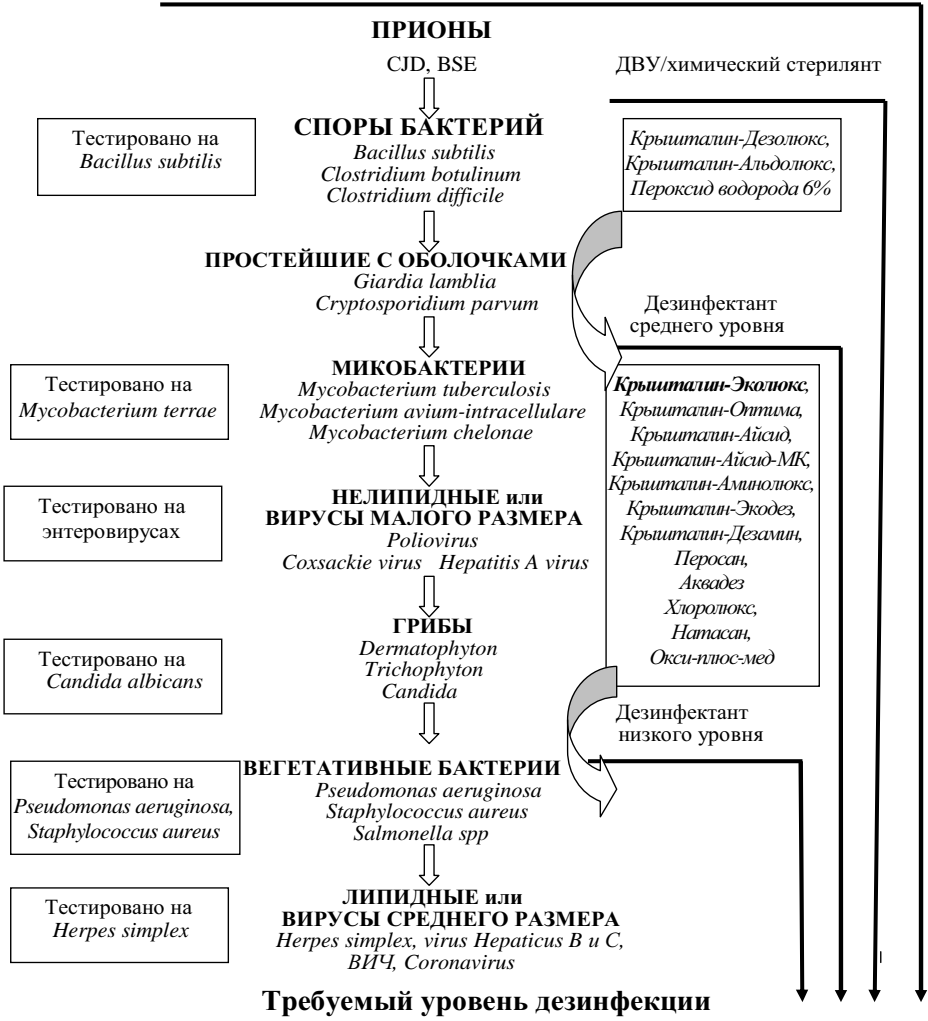 ПРИОНЫ
CJD, BSE
ДВУ/химический стерилянт
Тестировано на
Bacillus subtilis
СПОРЫ БАКТЕРИЙ
Bacillus subtilis
Clostridium botulinum
Clostridium difficile
Крышталин-Дезолюкс,
Крышталин-Альдолюкс,
Пероксид водорода 6%
ПРОСТЕЙШИЕ С ОБОЛОЧКАМИ
Giardia lamblia
Cryptosporidium parvum
Дезинфектант
среднего уровня
Тестировано на
Mycobacterium terrae
МИКОБАКТЕРИИ
Mycobacterium tuberculosis
Mycobacterium avium-intracellulare
Mycobacterium chelonae
Крышталин-Эколюкс,
Крышталин-Оптима,
Крышталин-Айсид,
Крышталин-Айсид-МК,
Крышталин-Аминолюкс,
Крышталин-Экодез,
Крышталин-Дезамин,
Перосан,
Аквадез
Хлоролюкс,
Натасан,
Окси-плюс-мед
Тестировано на
энтеровирусах
НЕЛИПИДНЫЕ или
ВИРУСЫ МАЛОГО РАЗМЕРА
Poliovirus
Coxsackie virus Hepatitis A virus
Тестировано на
Candida albicans
ГРИБЫ
Dermatophyton
Trichophyton
Candida
Дезинфектант
низкого уровня
Тестировано на
Pseudomonas aeruginosa,
Staphylococcus aureus
ВЕГЕТАТИВНЫЕ БАКТЕРИИ
Pseudomonas aeruginosa
Staphylococcus aureus
Salmonella spp
Тестировано на
Herpes simplex
ЛИПИДНЫЕ или
ВИРУСЫ СРЕДНЕГО РАЗМЕРА
Herpes simplex, virus Hepaticus B и C,
ВИЧ, Coronavirus
Требуемый уровень дезинфекции